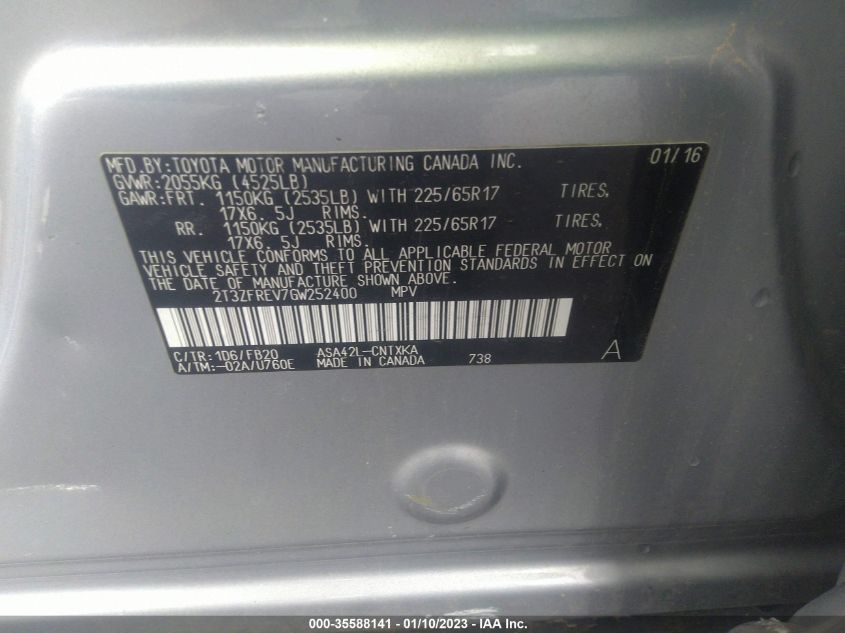 MFD.BY:TOYOTA MOTOR MANUFACTURING CANADA INC. 01/16
GVWR:2055KG (4525LB)
GAWR:FRT. 1150KG (2535LB) WITH 225/65R17 TIRES,
17X6. 5J RIMS.
RR. 1150KG (2535LB) WITH 225/65R17 TIRES,
17X6. 5J RIMS.
THIS VEHICLE CONFORMS TO ALL APPLICABLE FEDERAL MOTOR
VEHICLE SAFETY AND THEFT PREVENTION STANDARDS IN EFFECT ON
THE DATE OF MANUFACTURE SHOWN ABOVE.
2T3ZFREV7GW252400 MPV
C/TR:1D6/FB20 ASA42L-CNTXKA A
A/TM:-02A/U760E MADE IN CANADA 738
000-35588141 - 01/10/2023 - IAA Inc.